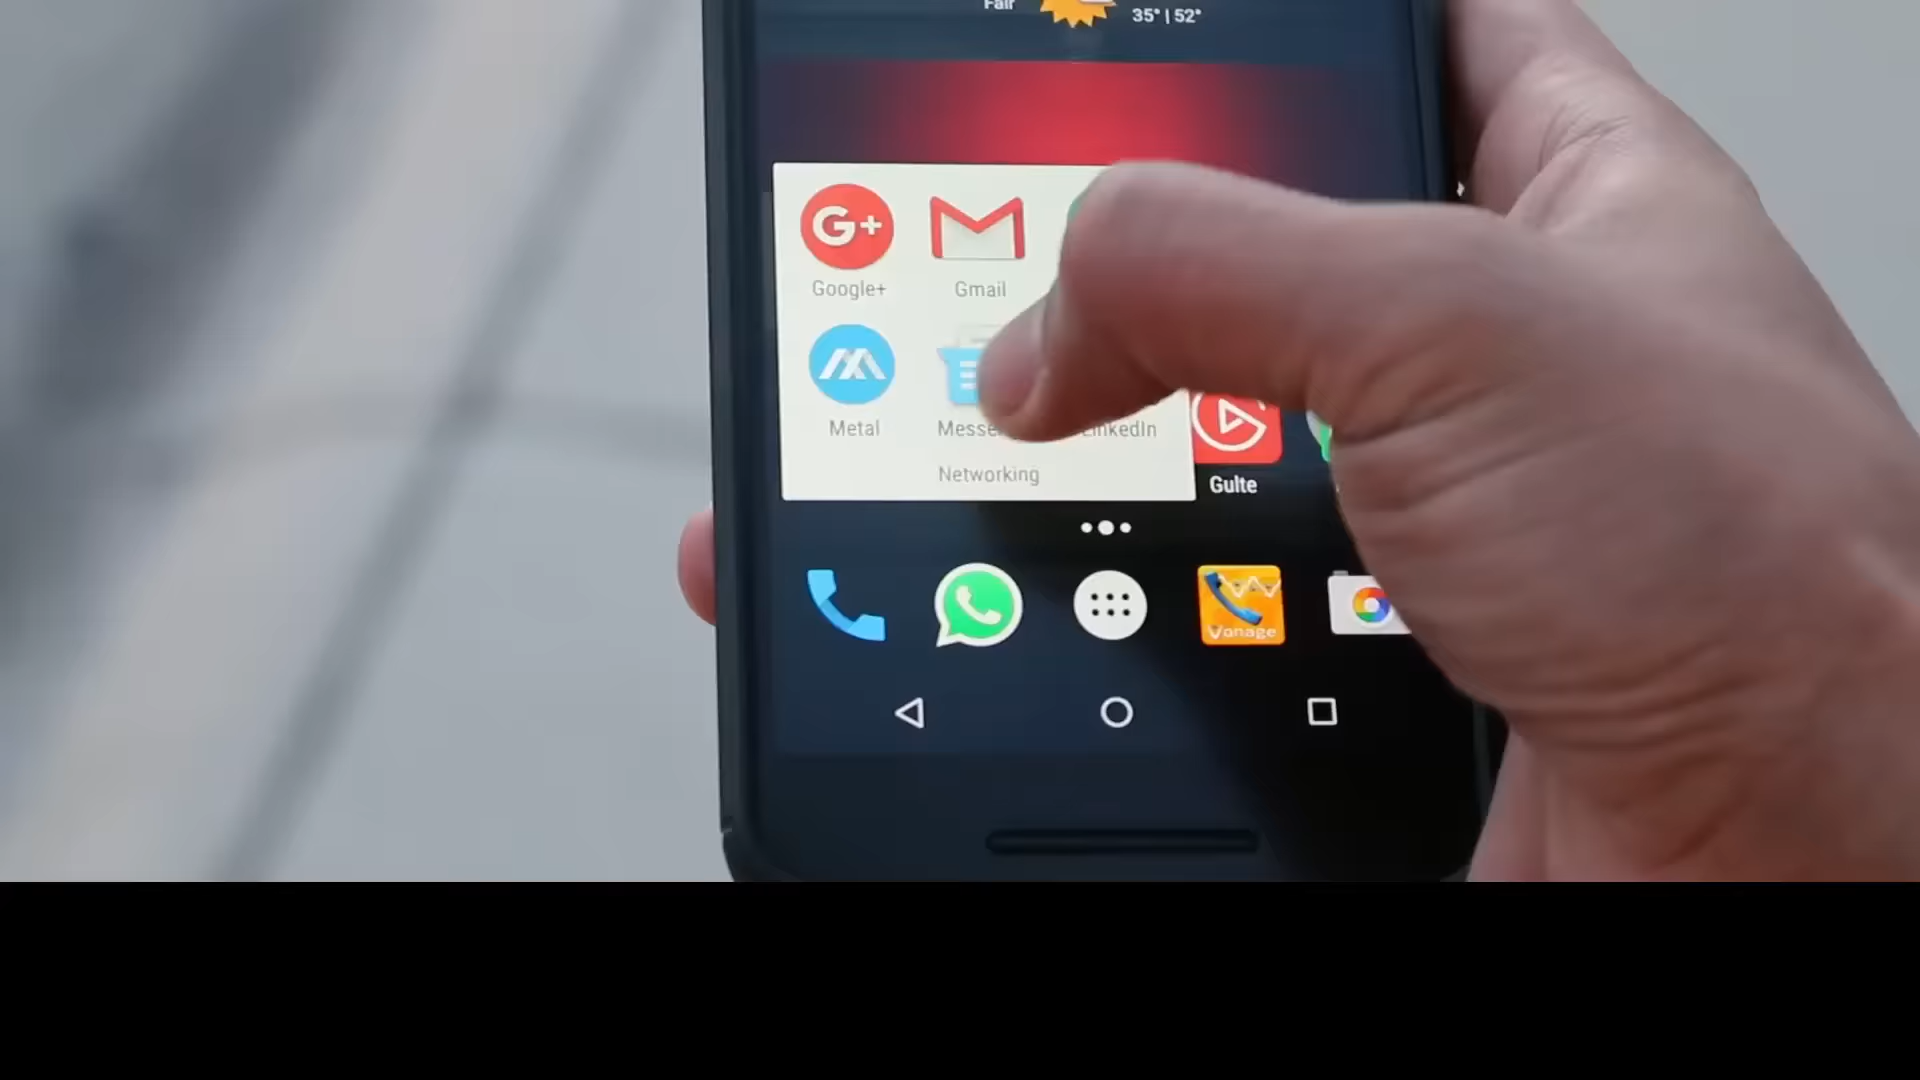 Fair
35° | 52°
G+
Google+
Gmail
Metal
LinkedIn
Networking
Gulte
Vonage